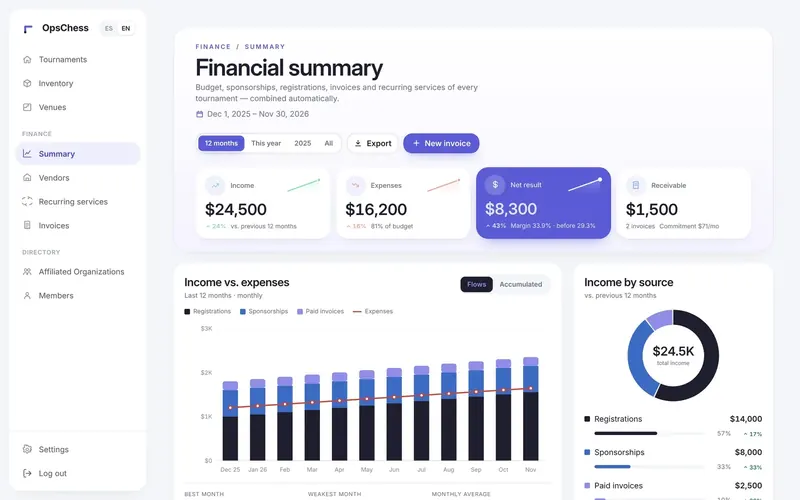 OpsChess
ES EN
Tournaments
Inventory
Venues
FINANCE
Summary
Vendors
Recurring services
Invoices
DIRECTORY
Affiliated Organizations
Members
Settings
Log out
FINANCE / SUMMARY
Financial summary
Budget, sponsorships, registrations, invoices and recurring services of every
tournament — combined automatically.
Dec 1, 2025 – Nov 30, 2026
12 months This year 2025 All
Export
+ New invoice
Income
$24,500
24% vs. previous 12 months
Expenses
$16,200
18% 81% of budget
$ Net result
$8,300
43% Margin 33.9% · before 29.3%
Receivable
$1,500
2 invoices Commitment $71/mo
Income vs. expenses
Last 12 months · monthly
Flows Accumulated
Registrations Sponsorships Paid invoices Expenses
$3K
$2K
$1K
$0
Dec 25 Jan 26 Feb Mar Apr May Jun Jul Aug Sep Oct Nov
BEST MONTH WEAKEST MONTH MONTHLY AVERAGE
Income by source
vs. previous 12 months
$24.5K
total income
Registrations $14,000
57% 17%
Sponsorships $8,000
33% 33%
Paid invoices $2,500